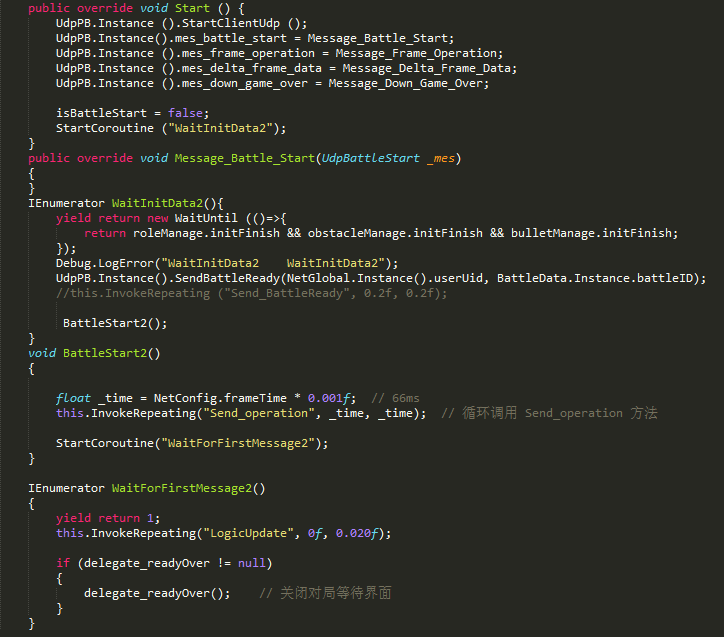 public override void Start () {
UdpPB.Instance ().StartClientUdp ();
UdpPB.Instance().mes_battle_start = Message_Battle_Start;
UdpPB.Instance ().mes_frame_operation = Message_Frame_Operation;
UdpPB.Instance ().mes_delta_frame_data = Message_Delta_Frame_Data;
UdpPB.Instance ().mes_down_game_over = Message_Down_Game_Over;
isBattleStart = false;
StartCoroutine ("WaitInitData2");
}
public override void Message_Battle_Start(UdpBattleStart _mes)
{
}
IEnumerator WaitInitData2(){
yield return new WaitUntil (()=>{
return roleManage.initFinish && obstacleManage.initFinish && bulletManage.initFinish;
});
Debug.LogError("WaitInitData2    WaitInitData2");
UdpPB.Instance().SendBattleReady(NetGlobal.Instance().userUid, BattleData.Instance.battleID);
//this.InvokeRepeating ("Send_BattleReady", 0.2f, 0.2f);
BattleStart2();
}
void BattleStart2()
{
float _time = NetConfig.frameTime * 0.001f;  // 66ms
this.InvokeRepeating("Send_operation", _time, _time);  // 循环调用 Send_operation 方法
StartCoroutine("WaitForFirstMessage2");
}
IEnumerator WaitForFirstMessage2()
{
yield return 1;
this.InvokeRepeating("LogicUpdate", 0f, 0.020f);
if (delegate_readyOver != null)
{
delegate_readyOver();    // 关闭对局等待界面
}
}